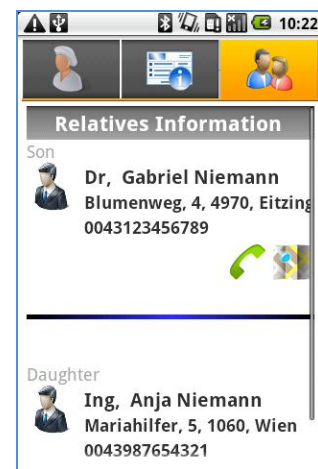 10:22
Relatives Information
Son
Dr, Gabriel Niemann
Blumenweg, 4, 4970, Eitzing
0043123456789
Daughter
Ing, Anja Niemann
Mariahilfer, 5, 1060, Wien
0043987654321